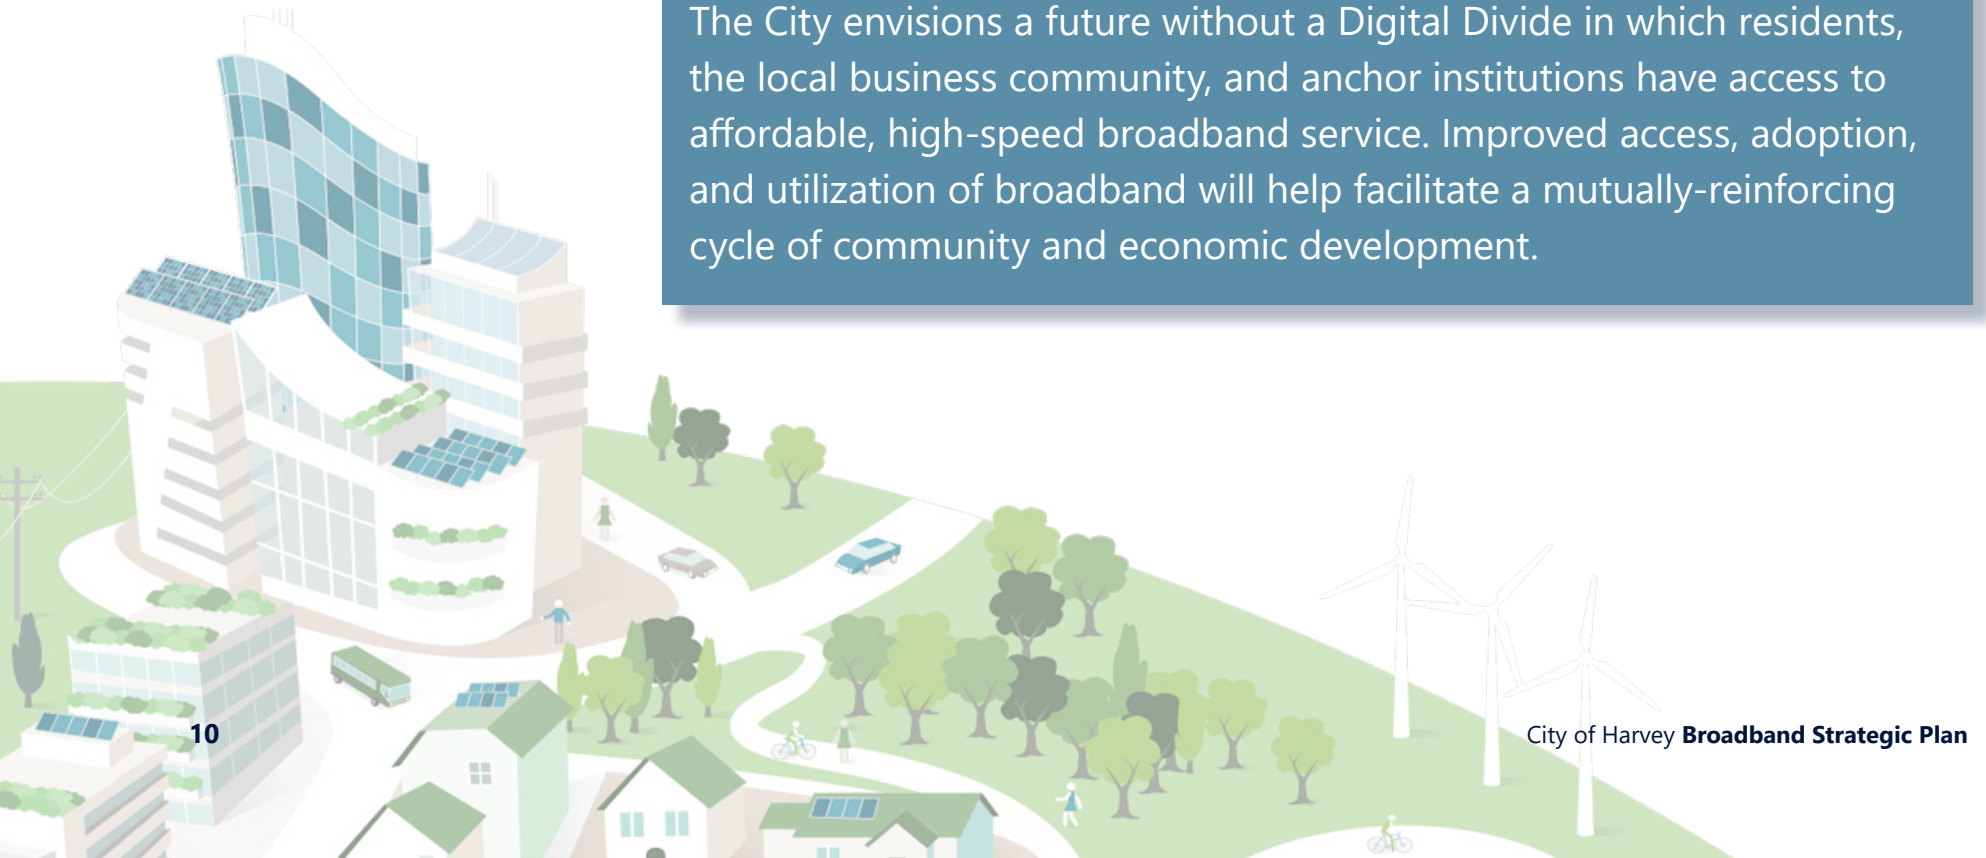 The City envisions a future without a Digital Divide in which residents,
the local business community, and anchor institutions have access to
affordable, high-speed broadband service. Improved access, adoption,
and utilization of broadband will help facilitate a mutually-reinforcing
cycle of community and economic development.
10
City of Harvey Broadband Strategic Plan